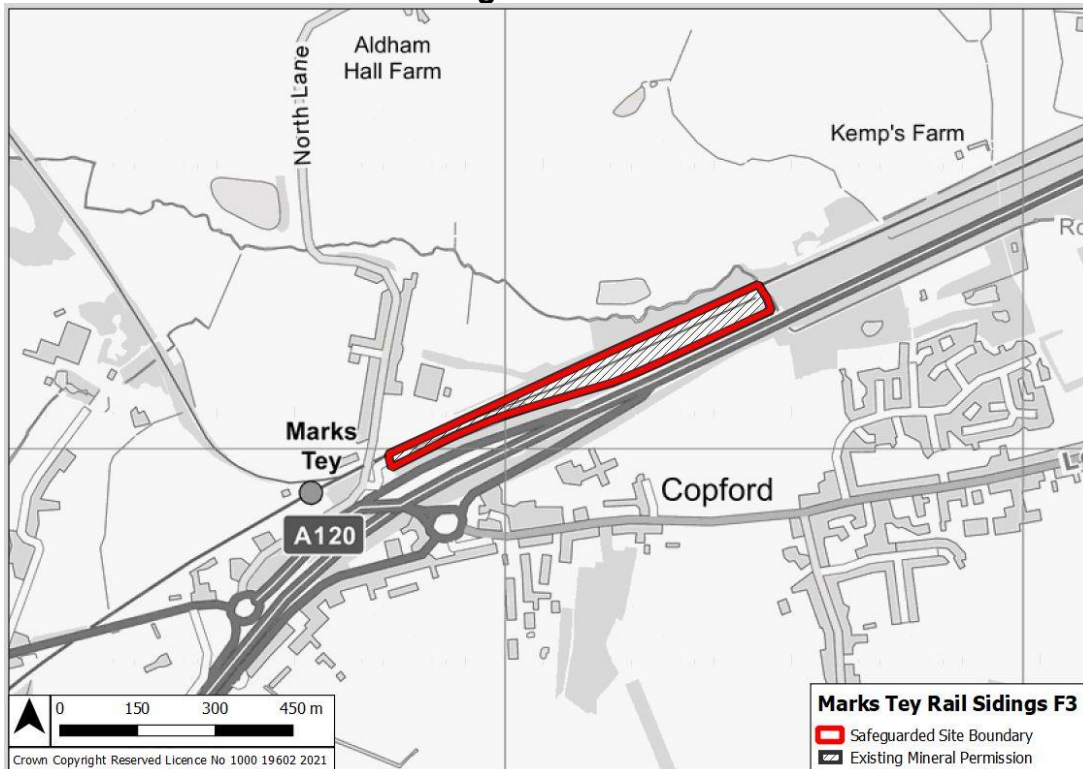 Aldham
Hall Farm
North Lane
Kemp's Farm
Marks
Tey
Copford
A120
0 150 300 450 m
Crown Copyright Reserved Licence No 1000 19602 2021
Marks Tey Rail Sidings F3
Safeguarded Site Boundary
Existing Mineral Permission